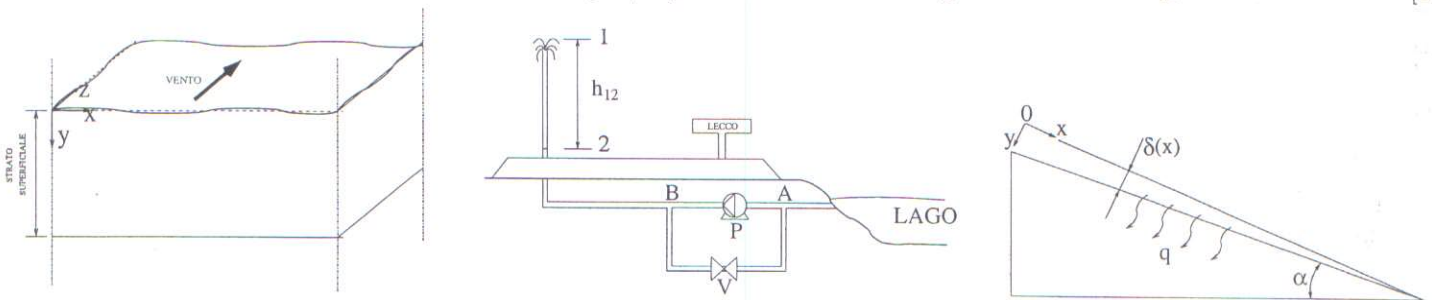 VENTO
z
x
y
STRATO
SUPERFICIALE
1
h12
2
LECCO
B
A
P
V
LAGO
0
x
y
δ(x)
q
α